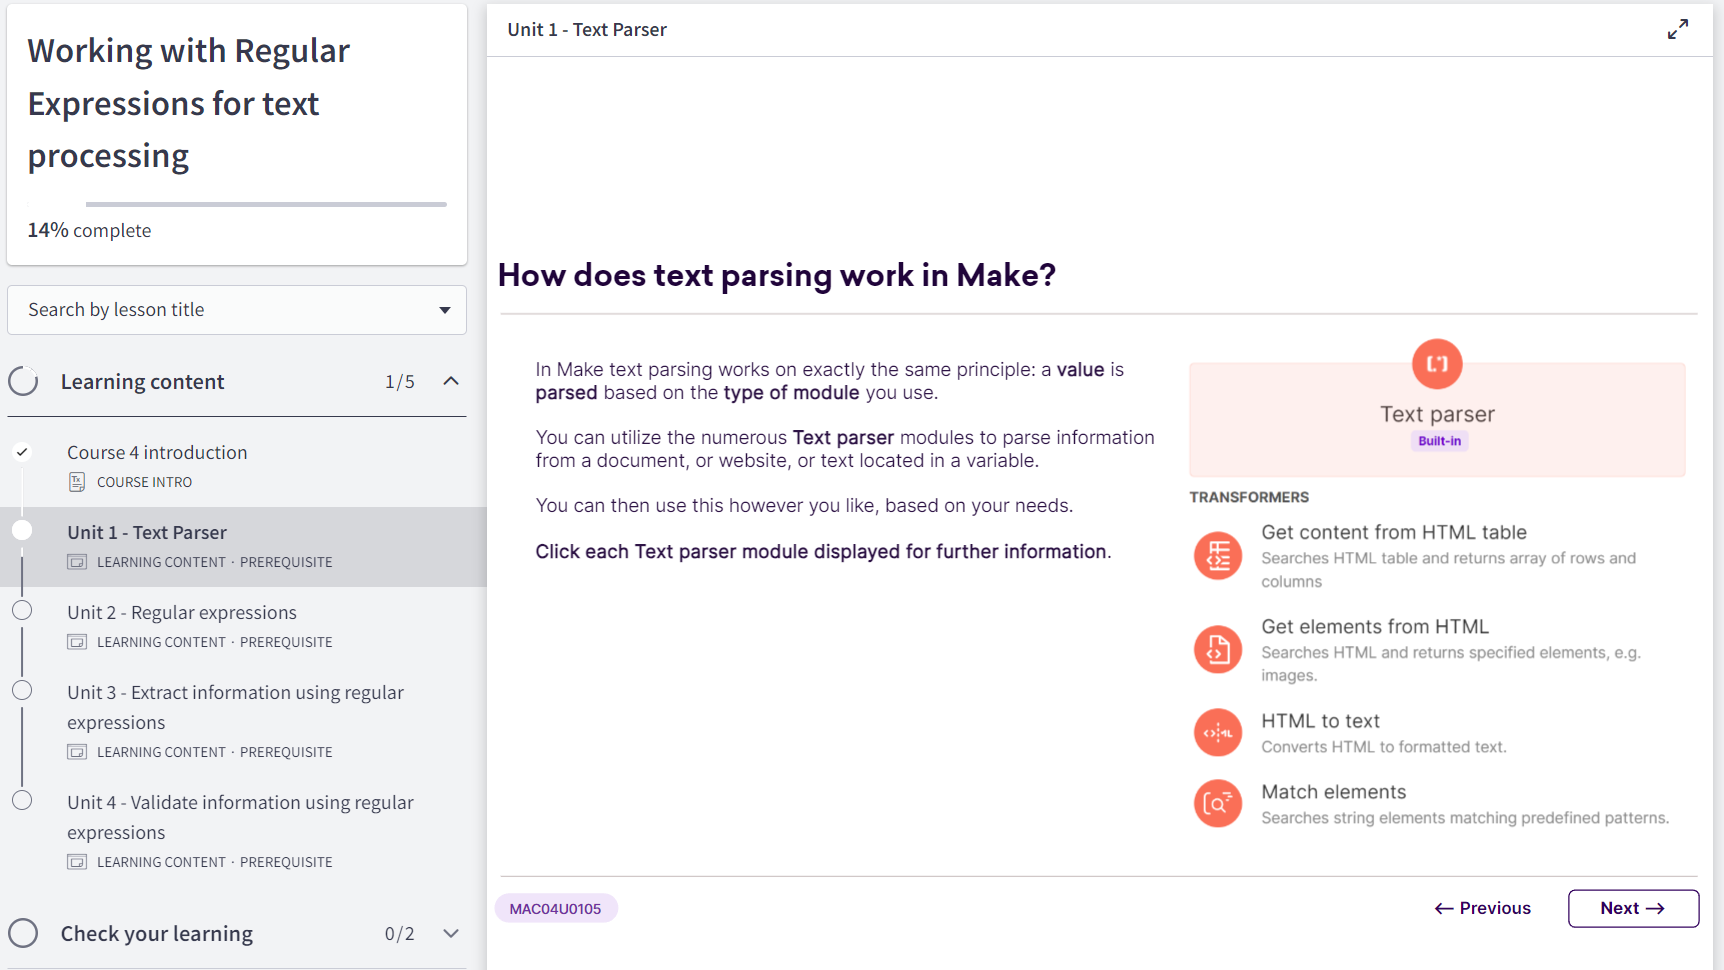 Working with Regular
Expressions for text
processing
14% complete
Search by lesson title
Learning content 1/5
Course 4 introduction
COURSE INTRO
Unit 1 - Text Parser
LEARNING CONTENT · PREREQUISITE
Unit 2 - Regular expressions
LEARNING CONTENT · PREREQUISITE
Unit 3 - Extract information using regular
expressions
LEARNING CONTENT · PREREQUISITE
Unit 4 - Validate information using regular
expressions
LEARNING CONTENT · PREREQUISITE
Check your learning 0/2
Unit 1 - Text Parser
How does text parsing work in Make?
In Make text parsing works on exactly the same principle: a value is
parsed based on the type of module you use.
You can utilize the numerous Text parser modules to parse information
from a document, or website, or text located in a variable.
You can then use this however you like, based on your needs.
Click each Text parser module displayed for further information.
Text parser
Built-in
TRANSFORMERS
Get content from HTML table
Searches HTML table and returns array of rows and
columns
Get elements from HTML
Searches HTML and returns specified elements, e.g.
images.
HTML to text
Converts HTML to formatted text.
Match elements
Searches string elements matching predefined patterns.
MAC04U0105
← Previous
Next →